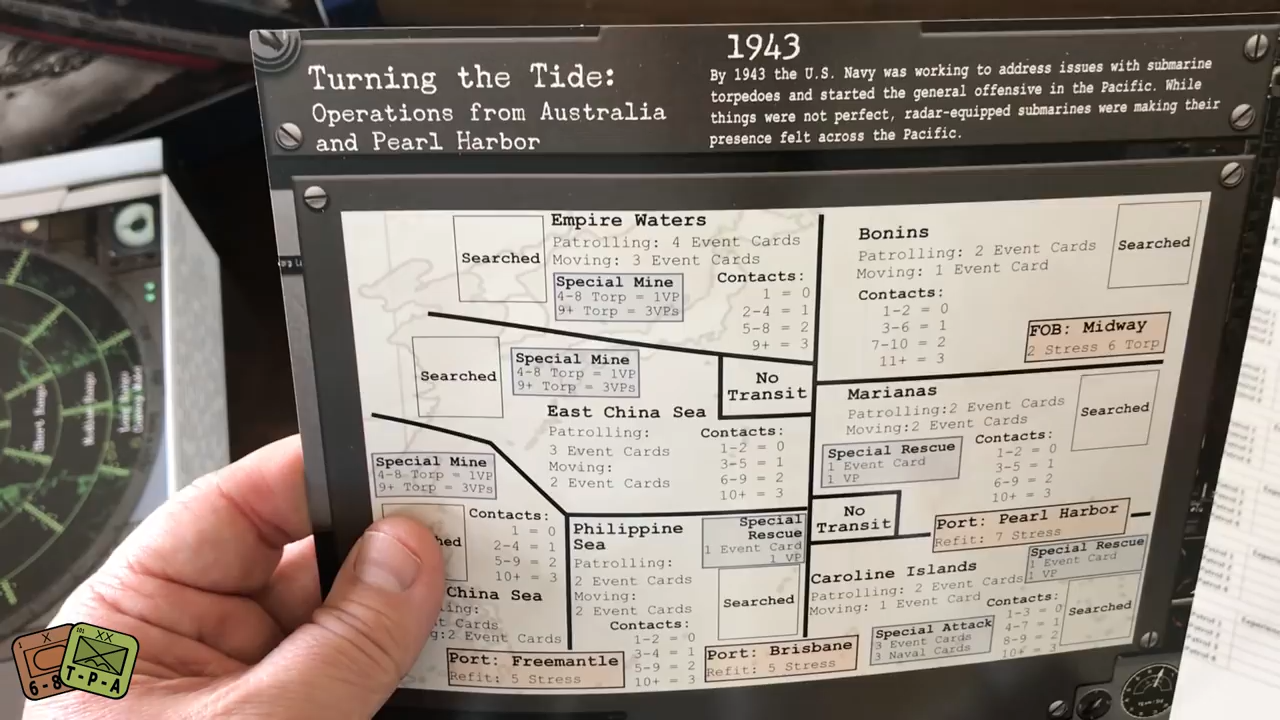 1943
Turning the Tide:
Operations from Australia
and Pearl Harbor
By 1943 the U.S. Navy was working to address issues with submarine
torpedoes and started the general offensive in the Pacific. While
things were not perfect, radar-equipped submarines were making their
presence felt across the Pacific.
Empire Waters
Patrolling: 4 Event Cards
Moving: 3 Event Cards
Searched
Special Mine
4-8 Torp = 1VP
9+ Torp = 3VPs
Contacts:
1 = 0
2-4 = 1
5-8 = 2
9+ = 3
Bonins
Patrolling: 2 Event Cards
Moving: 1 Event Card
Searched
Contacts:
1-2 = 0
3-6 = 1
7-10 = 2
11+ = 3
FOB: Midway
2 Stress 6 Torp
Searched
Special Mine
4-8 Torp = 1VP
9+ Torp = 3VPs
No
Transit
East China Sea
Patrolling:
3 Event Cards
Moving:
2 Event Cards
Contacts:
1-2 = 0
3-5 = 1
6-9 = 2
10+ = 3
Marianas
Patrolling:2 Event Cards
Moving:2 Event Cards
Searched
Special Rescue
1 Event Card
1 VP
Contacts:
1-2 = 0
3-5 = 1
6-9 = 2
10+ = 3
No
Transit
Port: Pearl Harbor
Refit: 7 Stress
Special Mine
4-8 Torp = 1VP
9+ Torp = 3VPs
Contacts:
1 = 0
2-4 = 1
5-9 = 2
10+ = 3
China Sea
2 Event Cards
Port: Freemantle
Refit: 5 Stress
Philippine
Sea
Patrolling:
2 Event Cards
Moving:
2 Event Cards
Contacts:
1-2 = 0
3-4 = 1
5-9 = 2
10+ = 3
Special
Rescue
1 Event Card
1 VP
Searched
Port: Brisbane
Refit: 5 Stress
Caroline Islands
Patrolling: 2 Event Cards
Moving: 1 Event Card
Special Rescue
1 Event Card
1 VP
Contacts:
1-3 = 0
4-7 = 1
8-9 = 2
10+ = 3
Searched
Special Attack
3 Event Cards
3 Naval Cards
Short Range
Medium Range
Long Range
6-8
XX
T-P-A